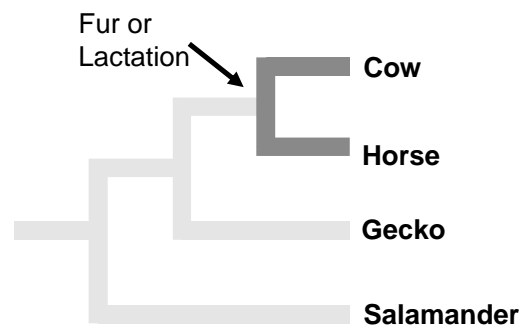 Fur or
Lactation
Cow
Horse
Gecko
Salamander